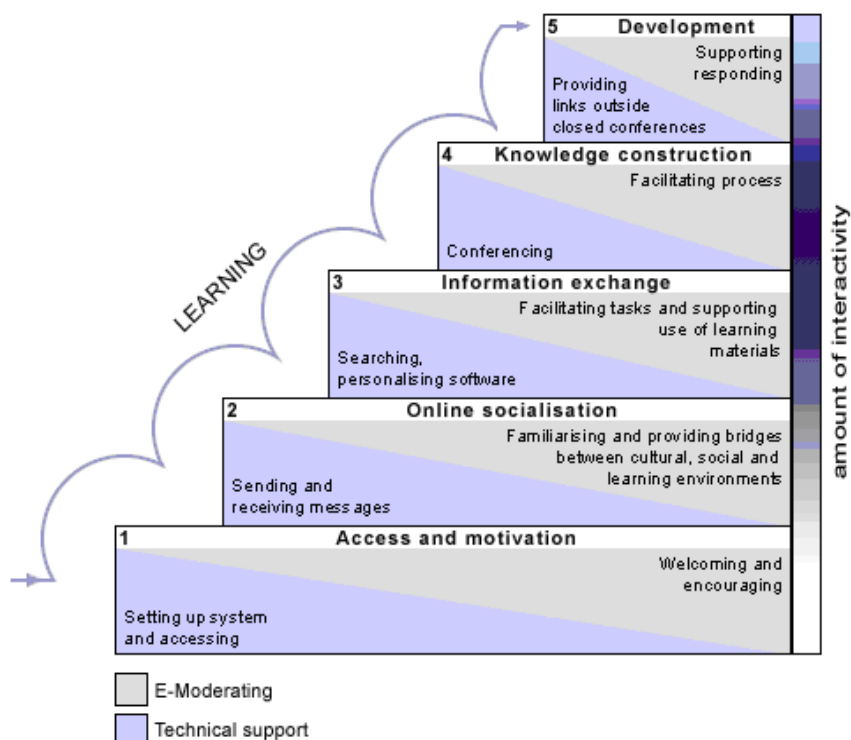 5 Development
Supporting
responding
Providing
links outside
closed conferences
4 Knowledge construction
Facilitating process
Conferencing
3 Information exchange
Facilitating tasks and supporting
use of learning
materials
Searching,
personalising software
2 Online socialisation
Familiarising and providing bridges
between cultural, social and
learning environments
Sending and
receiving messages
1 Access and motivation
Welcoming and
encouraging
Setting up system
and accessing
LEARNING
amount of interactivity
E-Moderating
Technical support